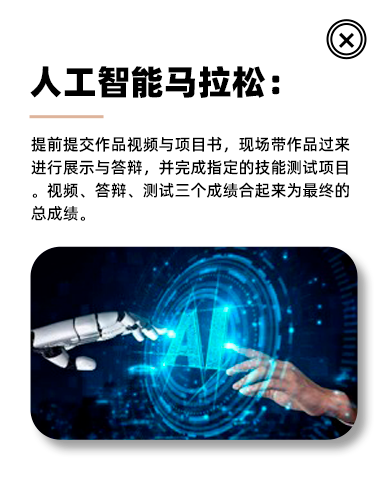 人工智能马拉松：
提前提交作品视频与项目书，现场带作品过来
进行展示与答辩，并完成指定的技能测试项目
。视频、答辩、测试三个成绩合起来为最终的
总成绩。
AI